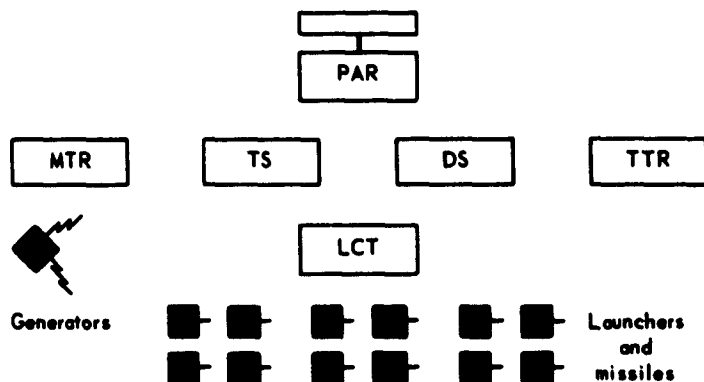 PAR
MTR TS DS TTR
LCT
Generators
Launchers
and
missiles